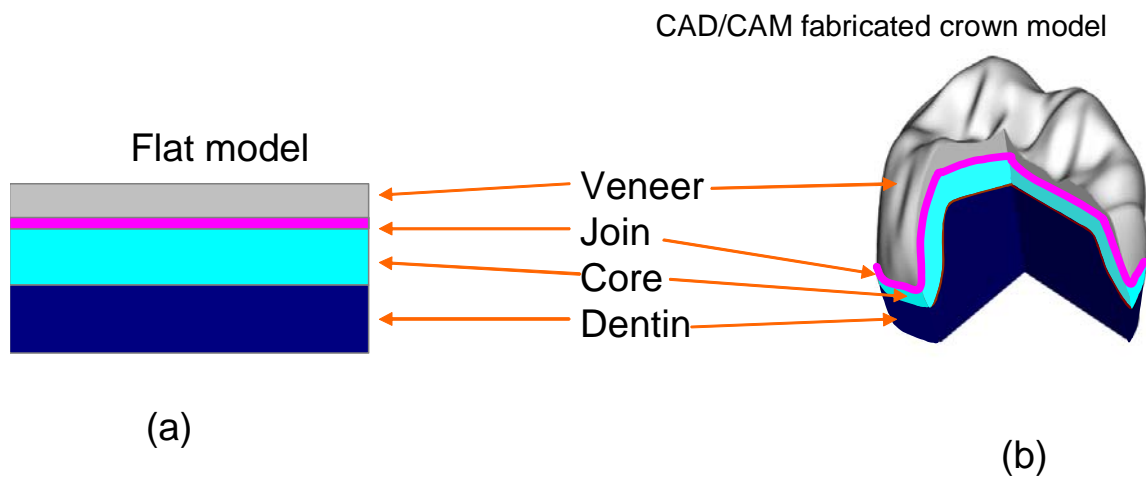 CAD/CAM fabricated crown model
Flat model
Veneer
Join
Core
Dentin
(a)
(b)